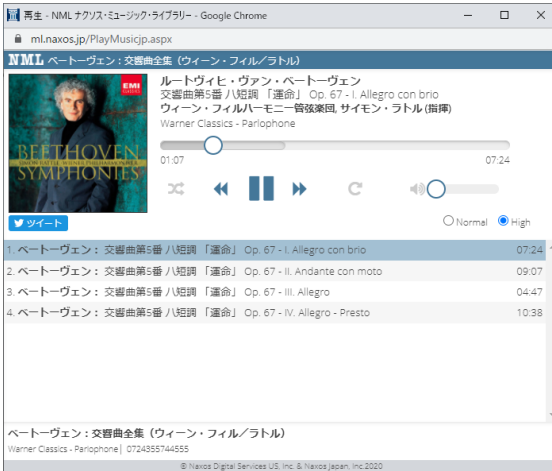 再生 - NML ナクソス・ミュージック・ライブラリー - Google Chrome
ml.naxos.jp/PlayMusicjp.aspx
NML ベートーヴェン：交響曲全集（ウィーン・フィル／ラトル）
EMI
CLASSICS
BEETHOVEN
SIMON RATTLE WIENER PHILHARMONIKER
SYMPHONIES
ルートヴィヒ・ヴァン・ベートーヴェン
交響曲第5番 ハ短調 「運命」 Op. 67 - I. Allegro con brio
ウィーン・フィルハーモニー管弦楽団, サイモン・ラトル (指揮)
Warner Classics - Parlophone
01:07 07:24
ツイート
Normal High
1. ベートーヴェン： 交響曲第5番 ハ短調 「運命」 Op. 67 - I. Allegro con brio 07:24
2. ベートーヴェン： 交響曲第5番 ハ短調 「運命」 Op. 67 - II. Andante con moto 09:07
3. ベートーヴェン： 交響曲第5番 ハ短調 「運命」 Op. 67 - III. Allegro 04:47
4. ベートーヴェン： 交響曲第5番 ハ短調 「運命」 Op. 67 - IV. Allegro - Presto 10:38
ベートーヴェン：交響曲全集（ウィーン・フィル／ラトル）
Warner Classics - Parlophone| 0724355744555
© Naxos Digital Services US, Inc. & Naxos Japan, Inc.2020